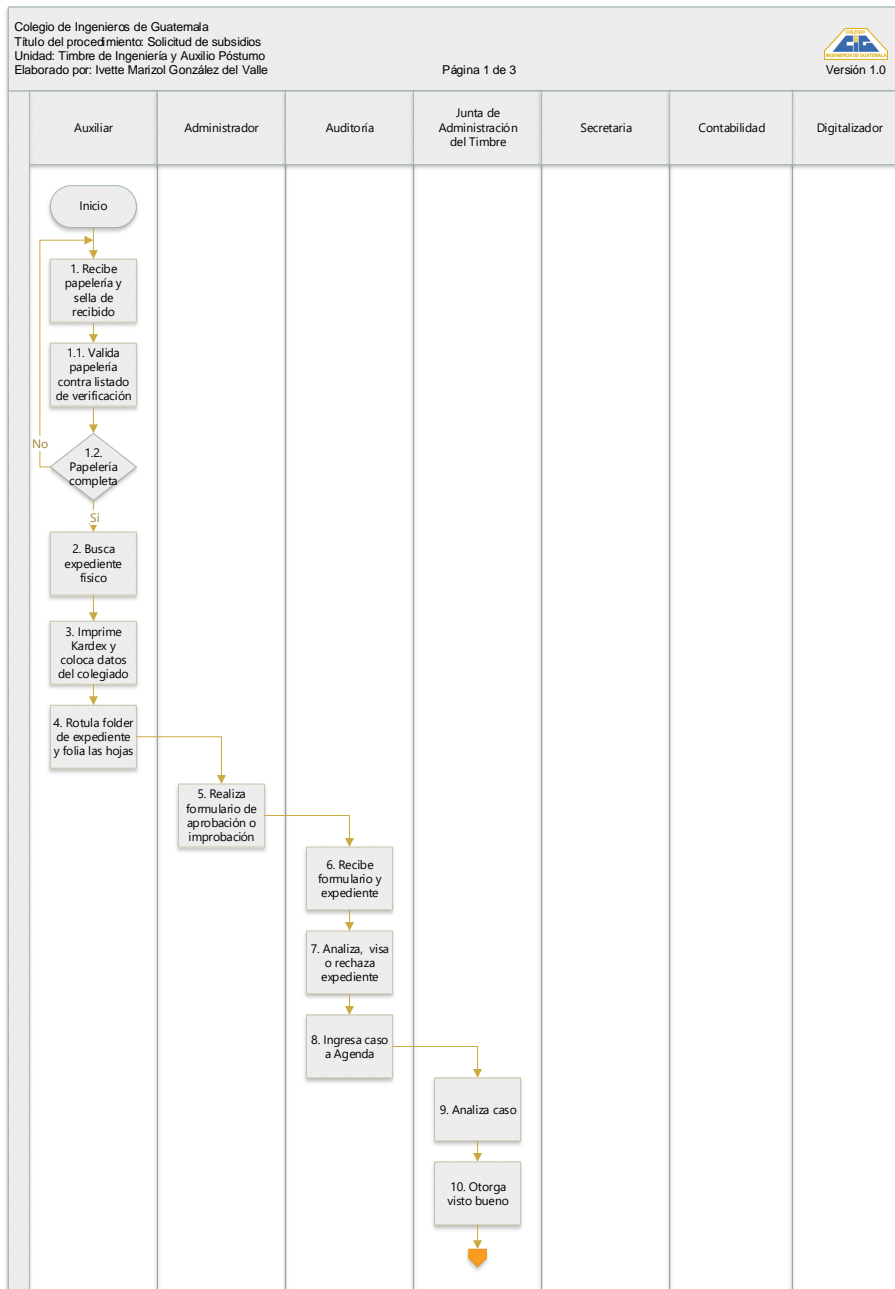 Colegio de Ingenieros de Guatemala
Título del procedimiento: Solicitud de subsidios
Unidad: Timbre de Ingeniería y Auxilio Póstumo
Elaborado por: Ivette Marizol González del Valle
Página 1 de 3
COLEGIO
CIG
INGENIEROS DE GUATEMALA
Versión 1.0
Auxiliar
Administrador
Auditoría
Junta de
Administración
del Timbre
Secretaria
Contabilidad
Digitalizador
Inicio
1. Recibe
papelería y
sella de
recibido
1.1. Valida
papelería
contra listado
de verificación
No
1.2.
Papelería
completa
Sí
2. Busca
expediente
físico
3. Imprime
Kardex y
coloca datos
del colegiado
4. Rotula folder
de expediente
y folia las hojas
5. Realiza
formulario de
aprobación o
improbación
6. Recibe
formulario y
expediente
7. Analiza, visa
o rechaza
expediente
8. Ingresa caso
a Agenda
9. Analiza caso
10. Otorga
visto bueno